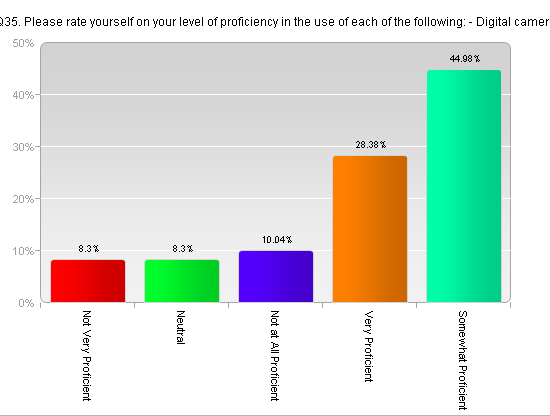 Q35. Please rate yourself on your level of proficiency in the use of each of the following: - Digital camer
50%
40%
30%
20%
10%
0%
8.3%
8.3%
10.04%
28.38%
44.98%
Not Very Proficient
Neutral
Not at All Proficient
Very Proficient
Somewhat Proficient